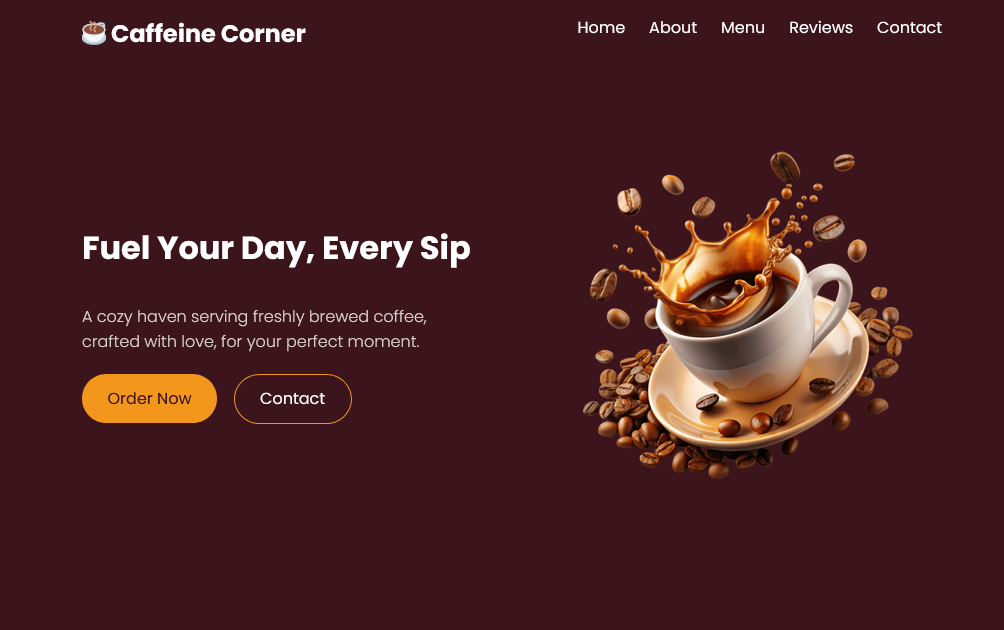 ☕ Caffeine Corner
Home About Menu Reviews Contact
Fuel Your Day, Every Sip
A cozy haven serving freshly brewed coffee,
crafted with love, for your perfect moment.
Order Now Contact